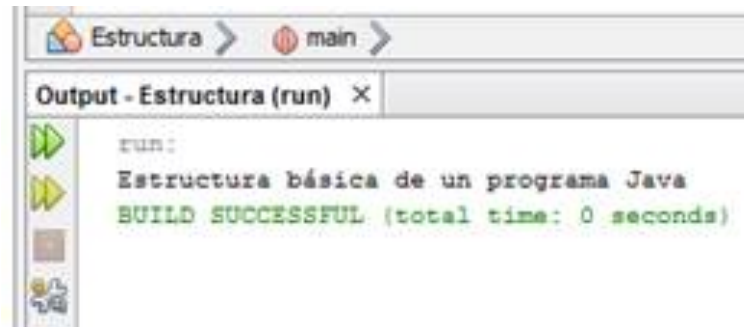 Estructura main
Output - Estructura (run) ×
run:
Estructura básica de un programa Java
BUILD SUCCESSFUL (total time: 0 seconds)